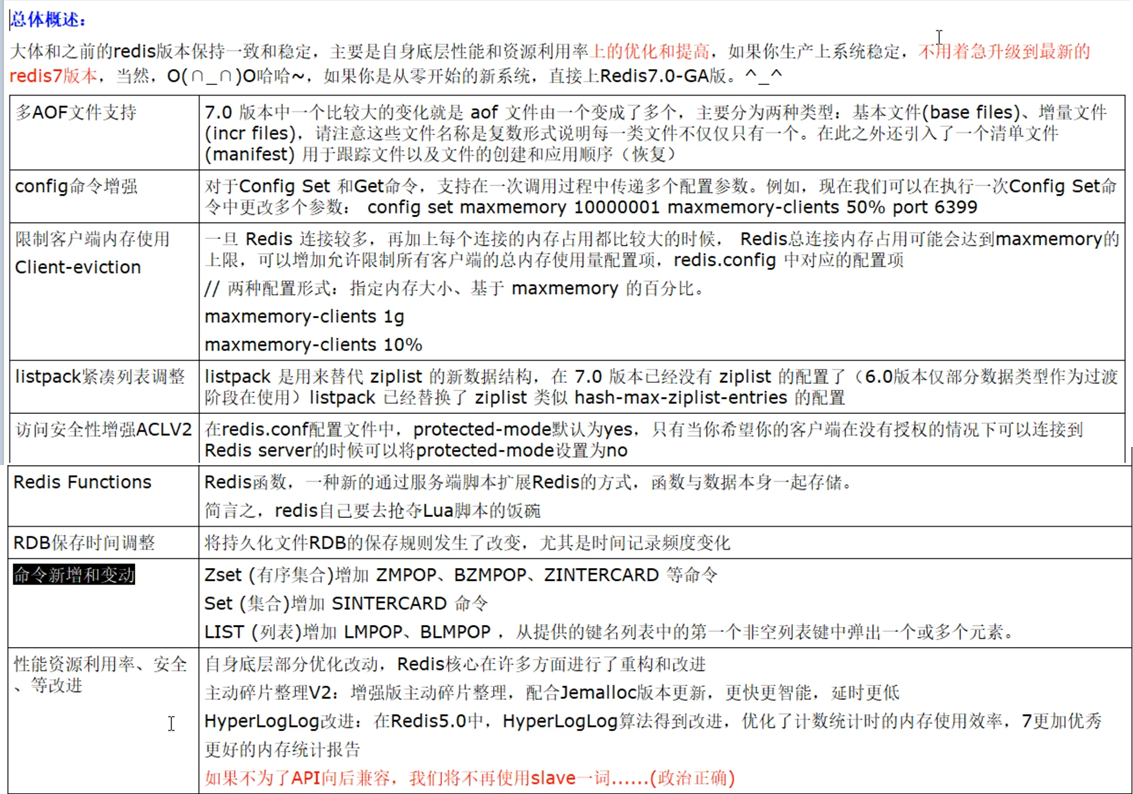 总体概述：
大体和之前的redis版本保持一致和稳定，主要是自身底层性能和资源利用率上的优化和提高，如果你生产上系统稳定，不用着急升级到最新的
redis7版本，当然，O(∩_∩)O哈哈~，如果你是从零开始的新系统，直接上Redis7.0-GA版。^_^
多AOF文件支持
7.0 版本中一个比较大的变化就是 aof 文件由一个变成了多个，主要分为两种类型：基本文件(base files)、增量文件
(incr files)，请注意这些文件名称是复数形式说明每一类文件不仅仅只有一个。在此之外还引入了一个清单文件
(manifest) 用于跟踪文件以及文件的创建和应用顺序（恢复）
config命令增强
对于Config Set 和Get命令，支持在一次调用过程中传递多个配置参数。例如，现在我们可以在执行一次Config Set命
令中更改多个参数： config set maxmemory 10000001 maxmemory-clients 50% port 6399
限制客户端内存使用
Client-eviction
一旦 Redis 连接较多，再加上每个连接的内存占用都比较大的时候， Redis总连接内存占用可能会达到maxmemory的
上限，可以增加允许限制所有客户端的总内存使用量配置项，redis.config 中对应的配置项
// 两种配置形式：指定内存大小、基于 maxmemory 的百分比。
maxmemory-clients 1g
maxmemory-clients 10%
listpack紧凑列表调整
listpack 是用来替代 ziplist 的新数据结构，在 7.0 版本已经没有 ziplist 的配置了（6.0版本仅部分数据类型作为过渡
阶段在使用）listpack 已经替换了 ziplist 类似 hash-max-ziplist-entries 的配置
访问安全性增强ACLV2
在redis.conf配置文件中，protected-mode默认为yes，只有当你希望你的客户端在没有授权的情况下可以连接到
Redis server的时候可以将protected-mode设置为no
Redis Functions
Redis函数，一种新的通过服务端脚本扩展Redis的方式，函数与数据本身一起存储。
简言之，redis自己要去抢夺Lua脚本的饭碗
RDB保存时间调整
将持久化文件RDB的保存规则发生了改变，尤其是时间记录频度变化
命令新增和变动
Zset (有序集合)增加 ZMPOP、BZMPOP、ZINTERCARD 等命令
Set (集合)增加 SINTERCARD 命令
LIST (列表)增加 LMPOP、BLMPOP ，从提供的键名列表中的第一个非空列表键中弹出一个或多个元素。
性能资源利用率、安全
、等改进
自身底层部分优化改动，Redis核心在许多方面进行了重构和改进
主动碎片整理V2：增强版主动碎片整理，配合Jemalloc版本更新，更快更智能，延时更低
HyperLogLog改进：在Redis5.0中，HyperLogLog算法得到改进，优化了计数统计时的内存使用效率，7更加优秀
更好的内存统计报告
如果不为了API向后兼容，我们将不再使用slave一词......(政治正确)